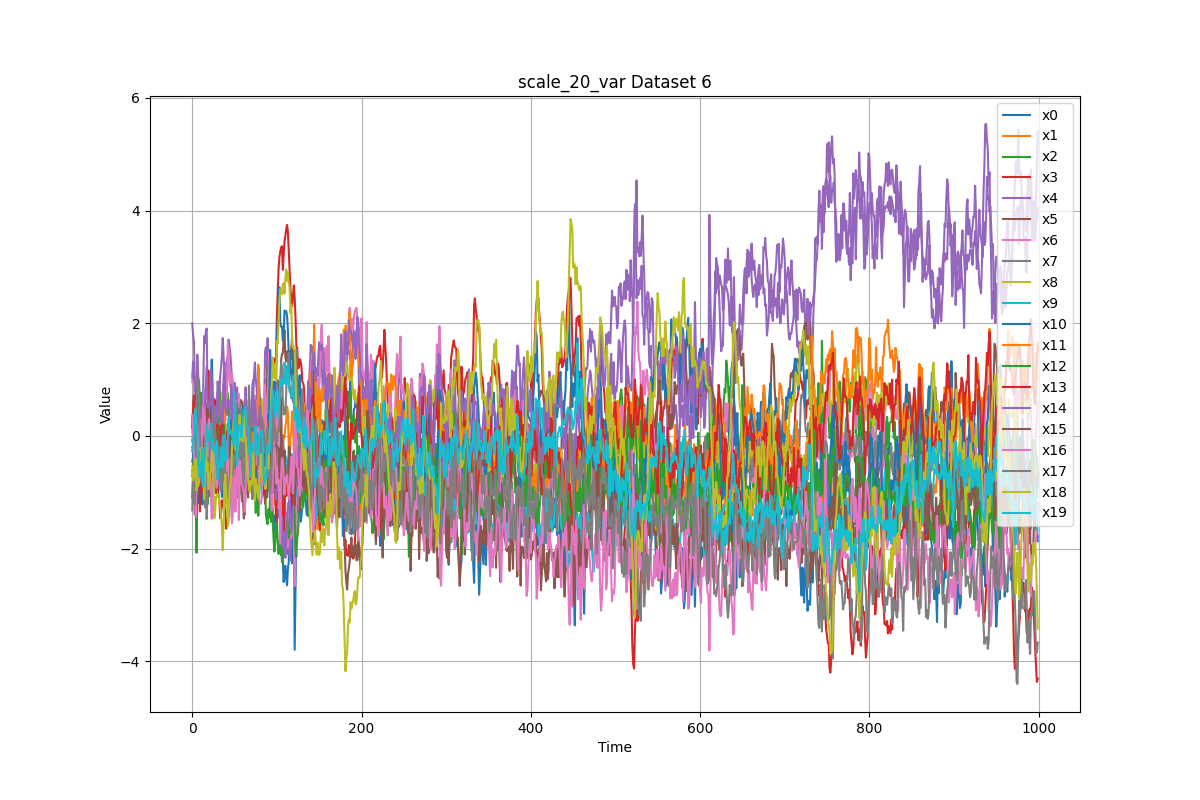 scale_20_var Dataset 6
Value
6
4
2
0
−2
−4
0
200
400
600
800
1000
Time
x0
x1
x2
x3
x4
x5
x6
x7
x8
x9
x10
x11
x12
x13
x14
x15
x16
x17
x18
x19